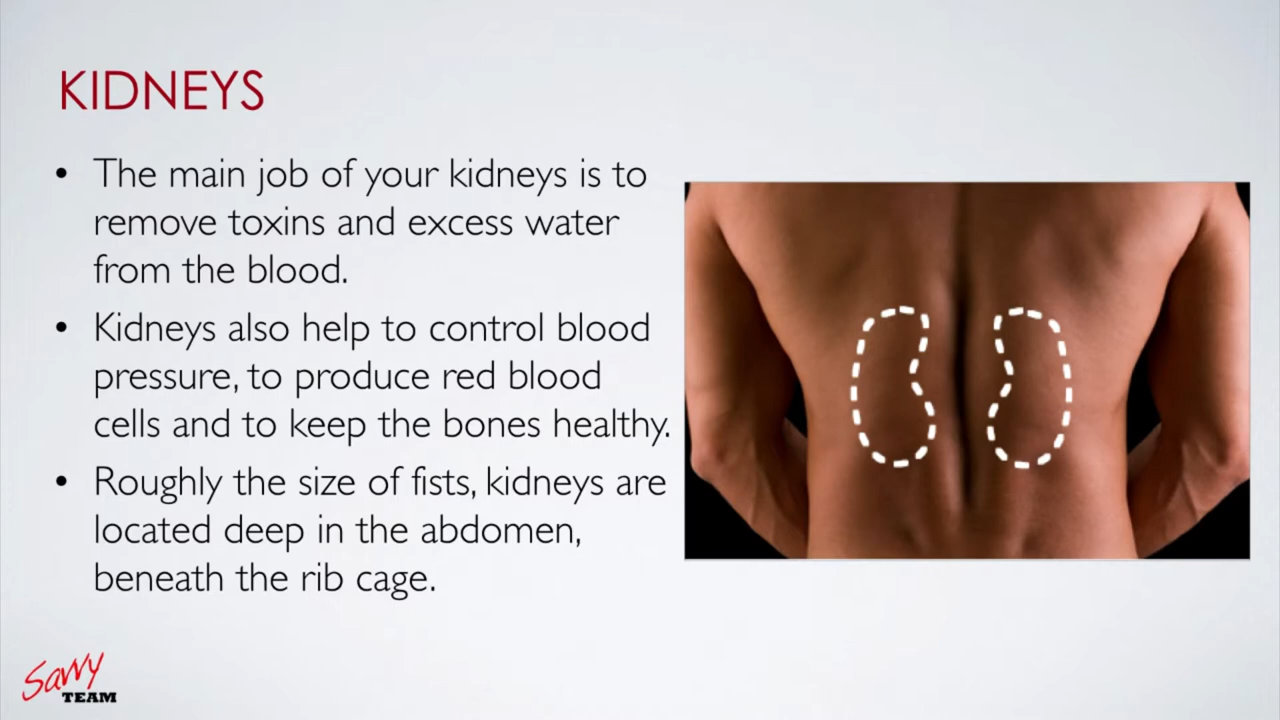 KIDNEYS
• The main job of your kidneys is to
remove toxins and excess water
from the blood.
• Kidneys also help to control blood
pressure, to produce red blood
cells and to keep the bones healthy.
• Roughly the size of fists, kidneys are
located deep in the abdomen,
beneath the rib cage.
Savvy
TEAM